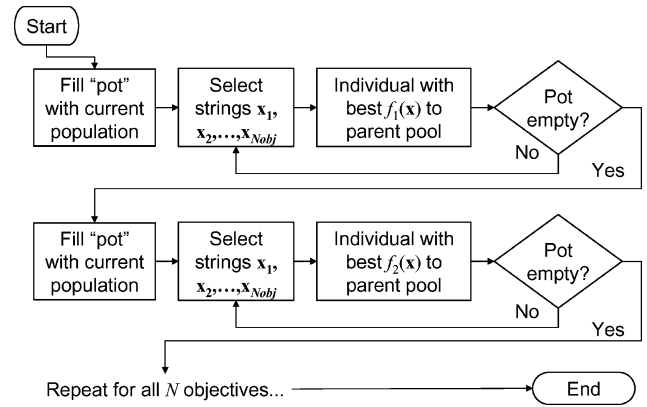 Start
Fill “pot”
with current
population
Select
strings x1,
x2,…,xNobj
Individual with
best f1(x) to
parent pool
Pot
empty?
No
Yes
Fill “pot”
with current
population
Select
strings x1,
x2,…,xNobj
Individual with
best f2(x) to
parent pool
Pot
empty?
No
Yes
Repeat for all N objectives...
End